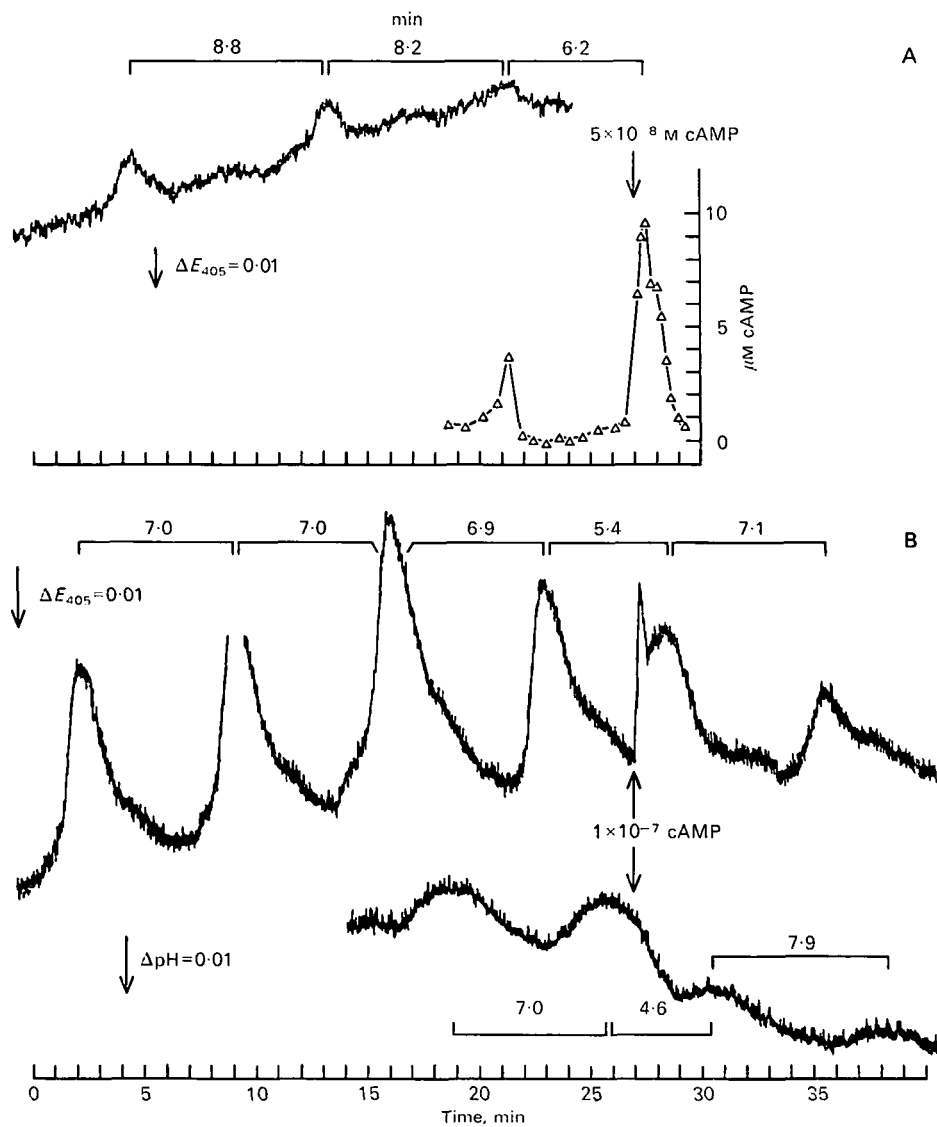 min
8·8 8·2 6·2
A
5×10⁻⁸ M cAMP
ΔE₄₀₅=0·01
10
5
0
μM cAMP
7·0 7·0 6·9 5·4 7·1
B
ΔE₄₀₅=0·01
1×10⁻⁷ cAMP
7·9
ΔpH=0·01
7·0 4·6
0 5 10 15 20 25 30 35
Time, min